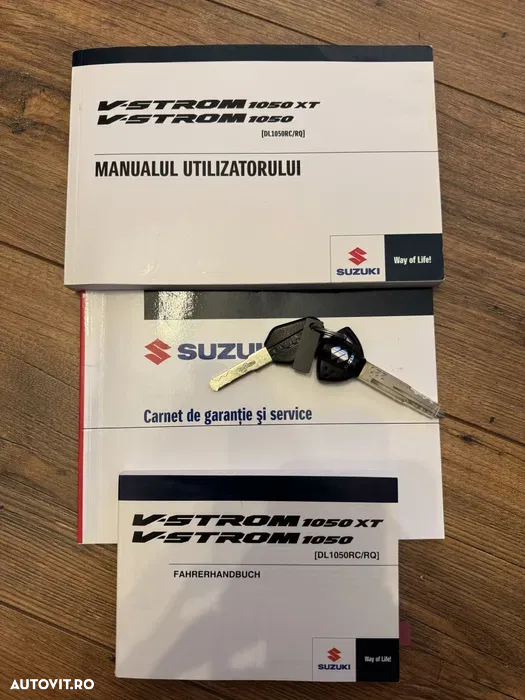 V-STROM 1050 XT
V-STROM 1050
[DL1050RC/RQ]
MANUALUL UTILIZATORULUI
SUZUKI
Way of Life!
SUZU
Carnet de garanție și service
V-STROM 1050 XT
V-STROM 1050
[DL1050RC/RQ]
FAHRERHANDBUCH
SUZUKI
Way of Life!
AUTOVIT.RO